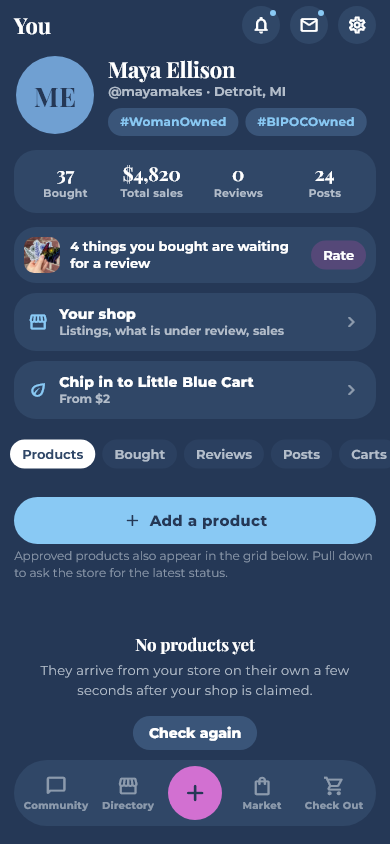 You
ME
Maya Ellison
@mayamakes · Detroit, MI
#WomanOwned
#BIPOCOwned
37
Bought
$4,820
Total sales
0
Reviews
24
Posts
4 things you bought are waiting
for a review
Rate
Your shop
Listings, what is under review, sales
Chip in to Little Blue Cart
From $2
Products
Bought
Reviews
Posts
Carts
+ Add a product
Approved products also appear in the grid below. Pull down
to ask the store for the latest status.
No products yet
They arrive from your store on their own a few
seconds after your shop is claimed.
Check again
Community
Directory
Market
Check Out